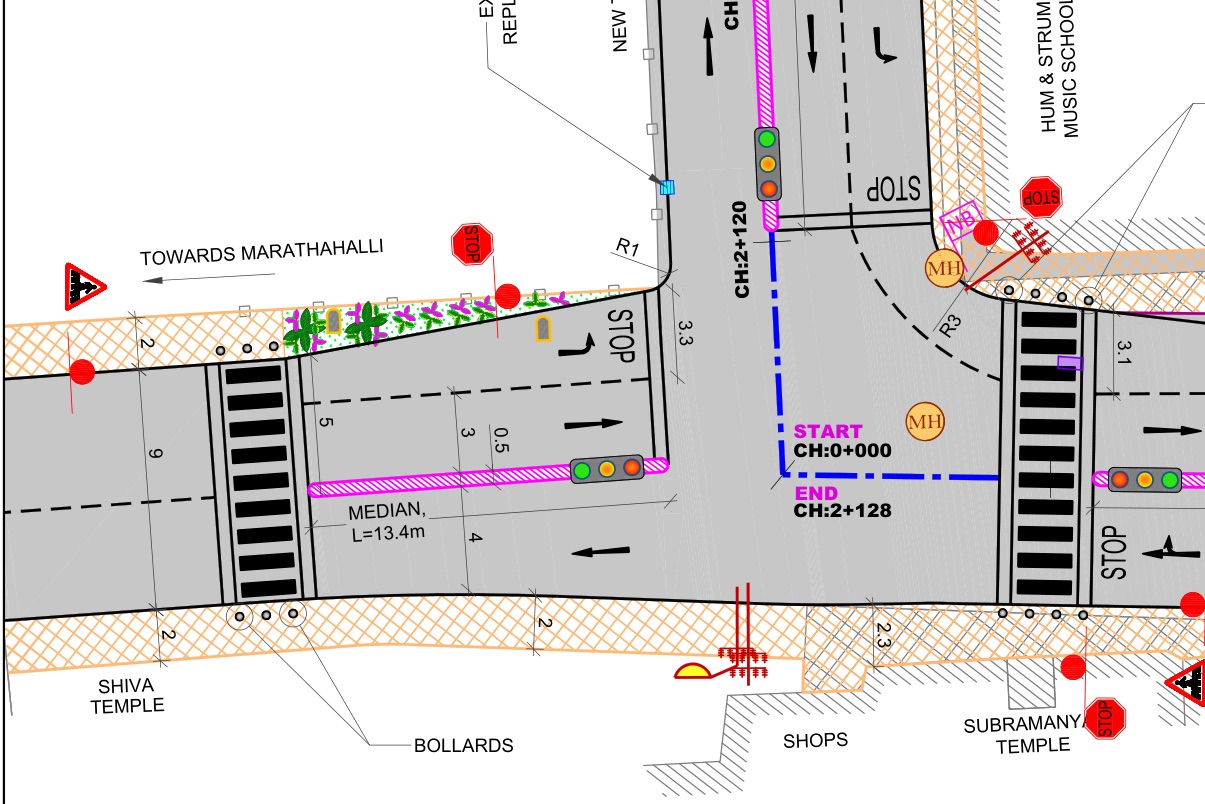 EX
REPL
NEW T
CH
HUM & STRUM
MUSIC SCHOOL
STOP
STOP
NB
CH:2+120
TOWARDS MARATHAHALLI
STOP
R1
MH
R3
2
STOP
3.3
3.1
9
5
3
0.5
MH
START
CH:0+000
END
CH:2+128
MEDIAN,
L=13.4m
4
STOP
2
2
2.3
SHIVA
TEMPLE
BOLLARDS
SHOPS
SUBRAMANYA
TEMPLE
STOP